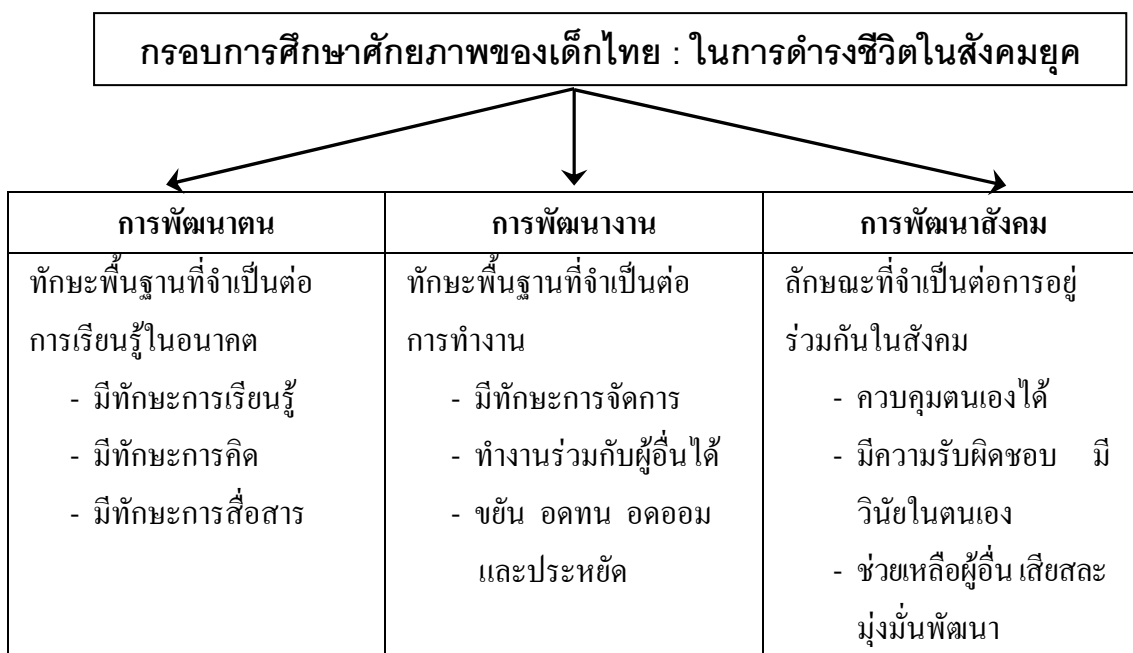 กรอบการศึกษาศักยภาพของเด็กไทย : ในการดำรงชีวิตในสังคมยุค
การพัฒนาตน
ทักษะพื้นฐานที่จำเป็นต่อ
การเรียนรู้ในอนาคต
- มีทักษะการเรียนรู้
- มีทักษะการคิด
- มีทักษะการสื่อสาร
การพัฒนางาน
ทักษะพื้นฐานที่จำเป็นต่อ
การทำงาน
- มีทักษะการจัดการ
- ทำงานร่วมกับผู้อื่นได้
- ขยัน อดทน อดออม
และประหยัด
การพัฒนาสังคม
ลักษณะที่จำเป็นต่อการอยู่
ร่วมกันในสังคม
- ควบคุมตนเองได้
- มีความรับผิดชอบ มี
วินัยในตนเอง
- ช่วยเหลือผู้อื่น เสียสละ
มุ่งมั่นพัฒนา